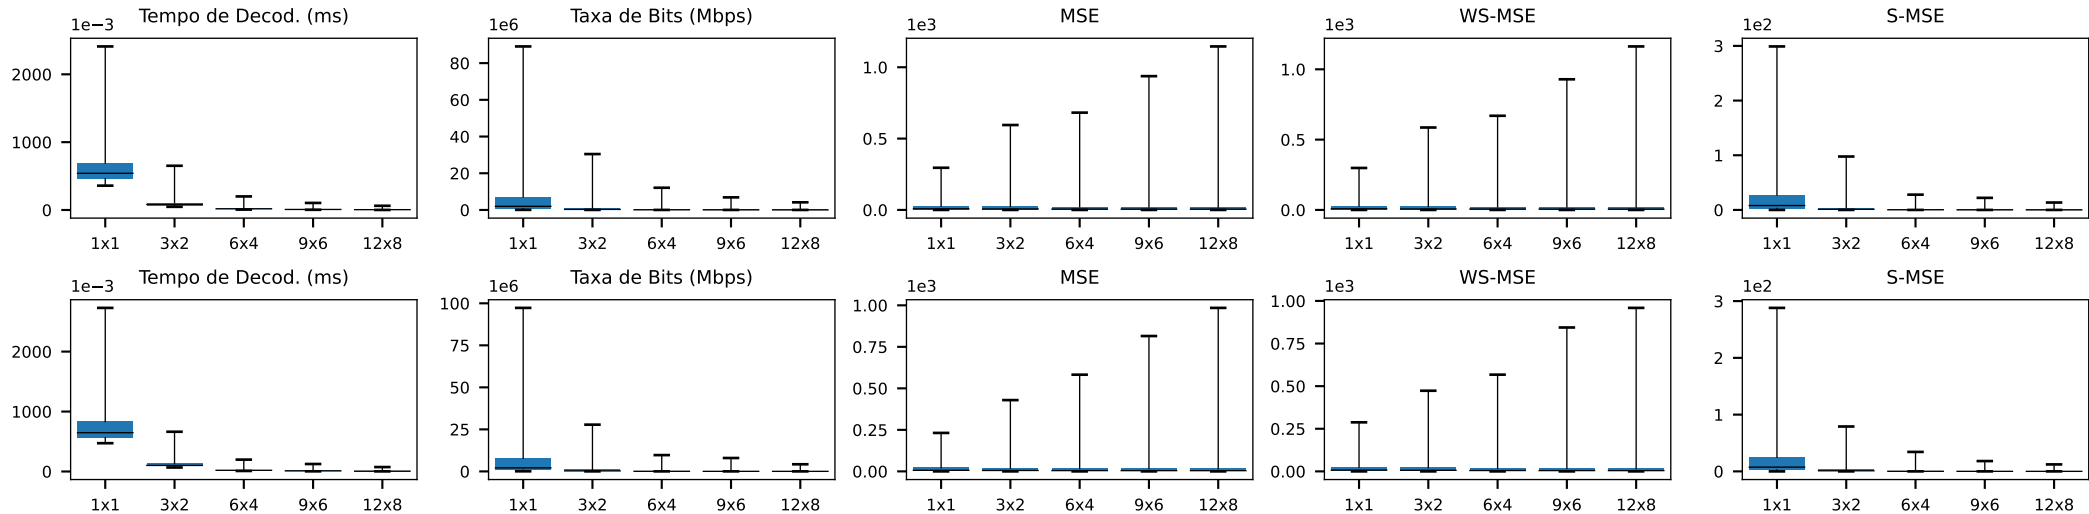 Tempo de Decod. (ms)
1e−3
2000
1000
0
1x1 3x2 6x4 9x6 12x8
Taxa de Bits (Mbps)
1e6
80
60
40
20
0
1x1 3x2 6x4 9x6 12x8
MSE
1e3
1.0
0.5
0.0
1x1 3x2 6x4 9x6 12x8
WS-MSE
1e3
1.0
0.5
0.0
1x1 3x2 6x4 9x6 12x8
S-MSE
1e2
3
2
1
0
1x1 3x2 6x4 9x6 12x8
Tempo de Decod. (ms)
1e−3
2000
1000
0
1x1 3x2 6x4 9x6 12x8
Taxa de Bits (Mbps)
1e6
100
75
50
25
0
1x1 3x2 6x4 9x6 12x8
MSE
1e3
1.00
0.75
0.50
0.25
0.00
1x1 3x2 6x4 9x6 12x8
WS-MSE
1e3
1.00
0.75
0.50
0.25
0.00
1x1 3x2 6x4 9x6 12x8
S-MSE
1e2
3
2
1
0
1x1 3x2 6x4 9x6 12x8